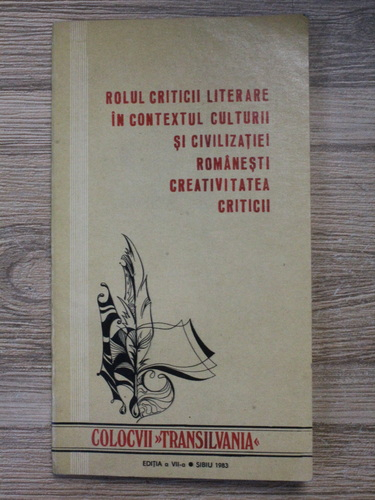 ROLUL CRITICII LITERARE
ÎN CONTEXTUL CULTURII
ȘI CIVILIZAȚIEI
ROMÂNEȘTI
CREATIVITATEA
CRITICII
COLOCVII »TRANSILVANIA«
EDIȚIA a VII-a ● SIBIU 1983